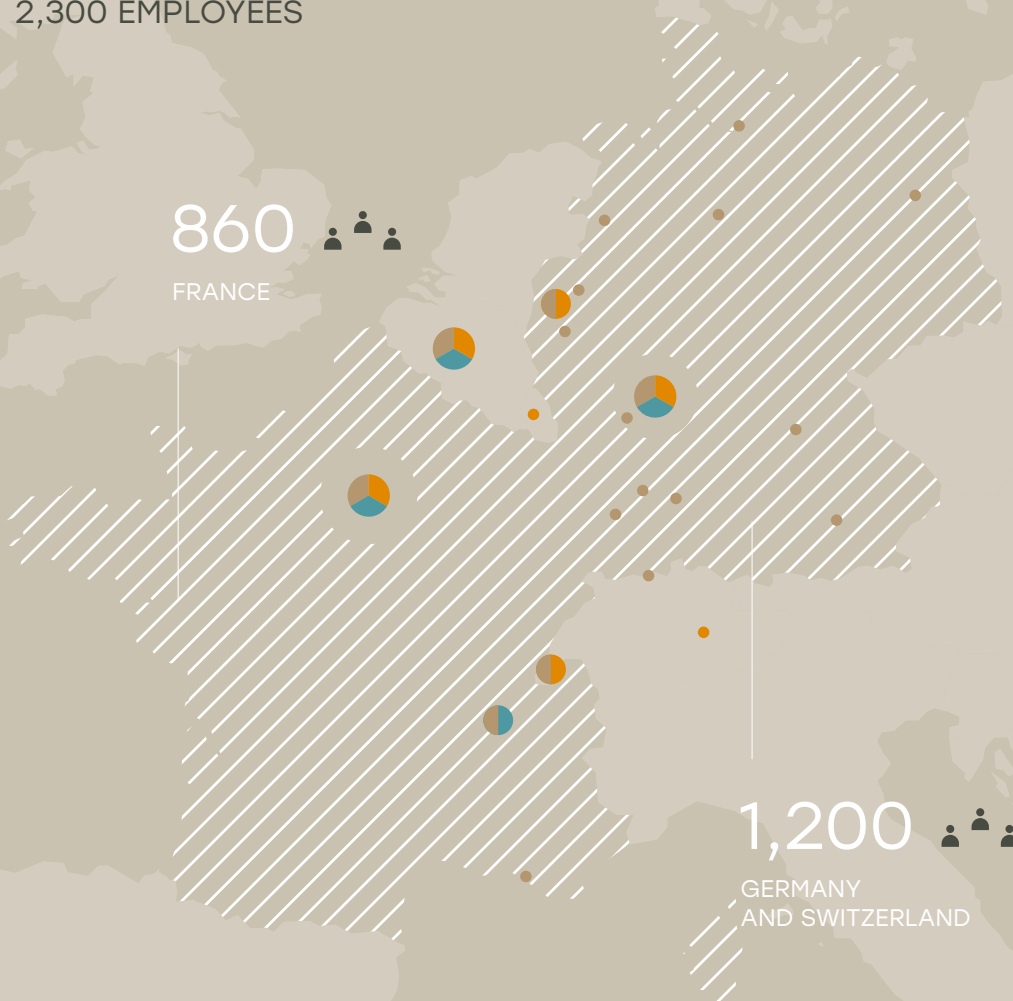 2,300 EMPLOYEES
860
FRANCE
1,200
GERMANY
AND SWITZERLAND